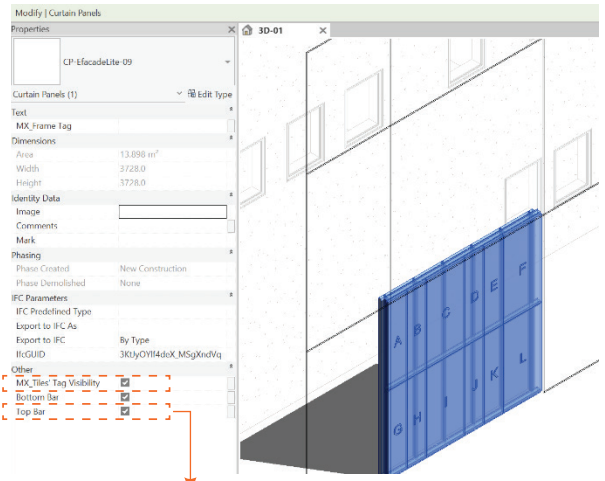 Modify | Curtain Panels
Properties
3D-01
CP-EfacadeLite-09
Curtain Panels (1)
Edit Type
Text
MX_Frame Tag
Dimensions
Area 13.898 m²
Width 3728.0
Height 3728.0
Identity Data
Image
Comments
Mark
Phasing
Phase Created New Construction
Phase Demolished None
IFC Parameters
IFC Predefined Type
Export to IFC As
Export to IFC By Type
IfcGUID
Other
MX_Tiles' Tag Visibility
Bottom Bar
Top Bar
A B C D E F
G H I J K L